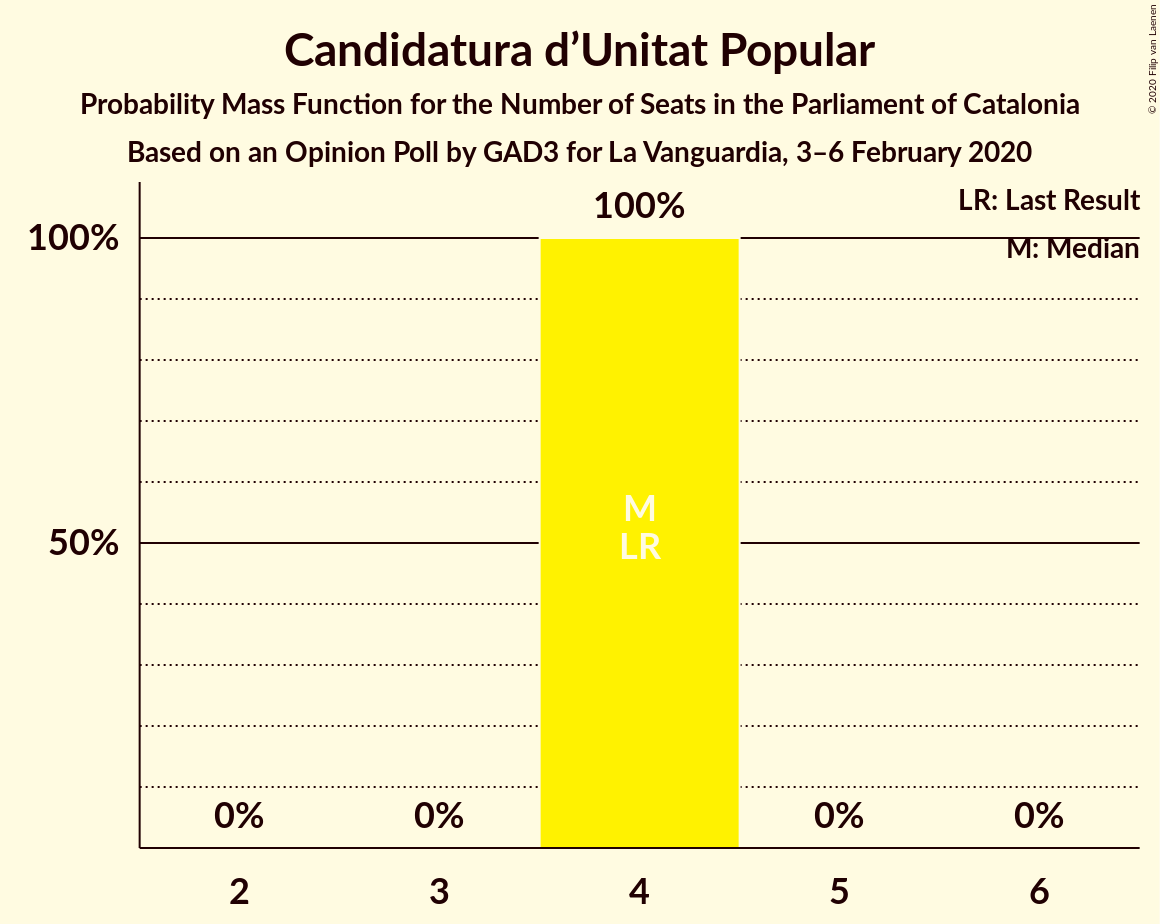 Candidatura d’Unitat Popular
Probability Mass Function for the Number of Seats in the Parliament of Catalonia
Based on an Opinion Poll by GAD3 for La Vanguardia, 3–6 February 2020
© 2020 Filip van Laenen
LR: Last Result
M: Median
100%
100%
50%
M
LR
0%
0%
0%
0%
2
3
4
5
6